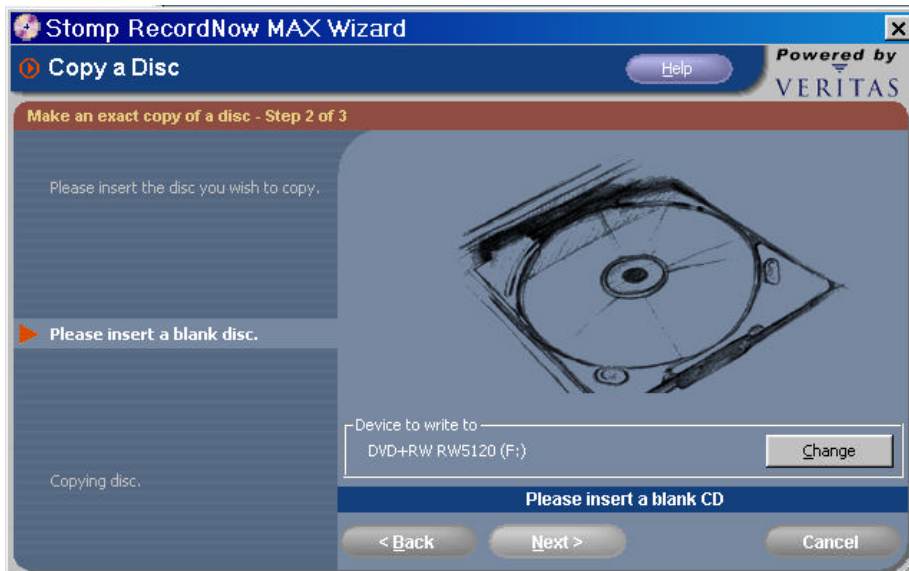 Stomp RecordNow MAX Wizard
Copy a Disc
Help
Powered by
VERITAS
Make an exact copy of a disc - Step 2 of 3
Please insert the disc you wish to copy.
Please insert a blank disc.
Copying disc.
Device to write to
DVD+RW RW5120 (F:)
Change
Please insert a blank CD
< Back
Next >
Cancel